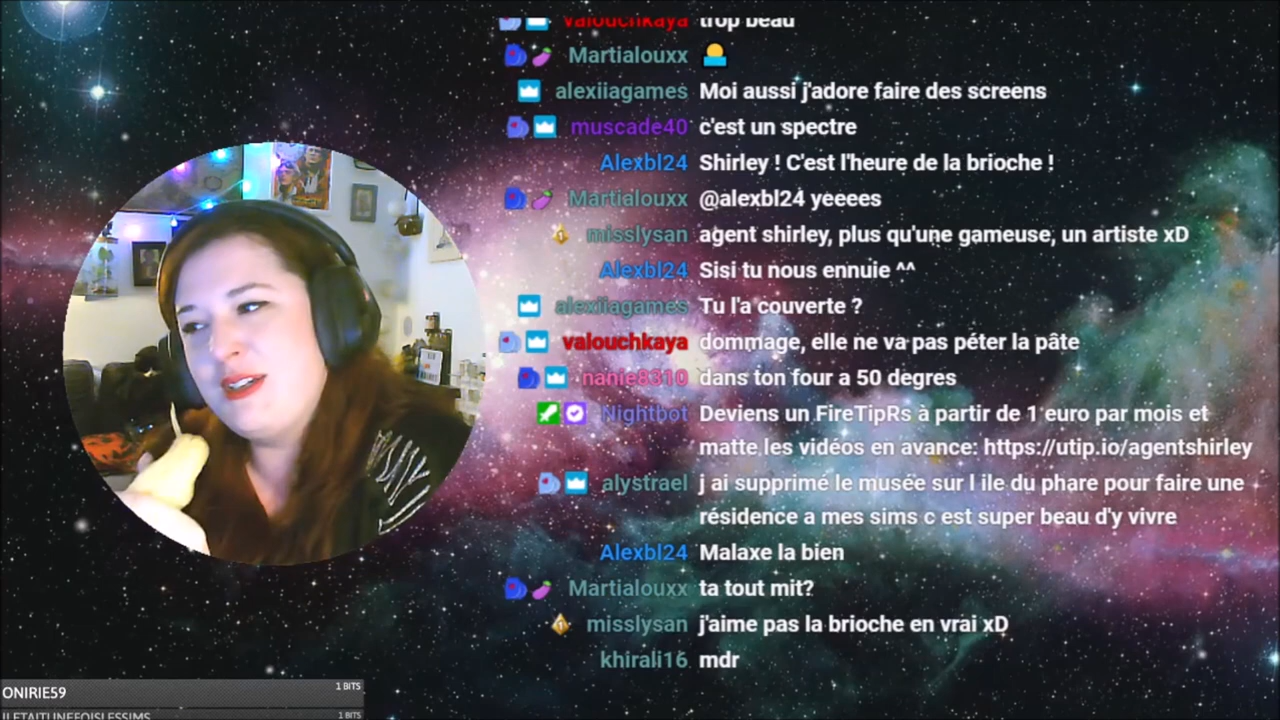 valouchkaya trop beau
Martialouxx
alexiiagames Moi aussi j'adore faire des screens
muscade40 c'est un spectre
Alexbl24 Shirley ! C'est l'heure de la brioche !
Martialouxx @alexbl24 yeeees
misslysan agent shirley, plus qu'une gameuse, un artiste xD
Alexbl24 Sisi tu nous ennuie ^^
alexiiagames Tu l'a couverte ?
valouchkaya dommage, elle ne va pas péter la pâte
nanie8310 dans ton four a 50 degres
Nightbot Deviens un FireTipRs à partir de 1 euro par mois et
matte les vidéos en avance: https://utip.io/agentshirley
alystrael j ai supprimé le musée sur l ile du phare pour faire une
résidence a mes sims c est super beau d'y vivre
Alexbl24 Malaxe la bien
Martialouxx ta tout mit?
misslysan j'aime pas la brioche en vrai xD
khirali16 mdr
ONIRIE59 1 BITS
ILETAITUNEFOISLESSIMS 1 BITS